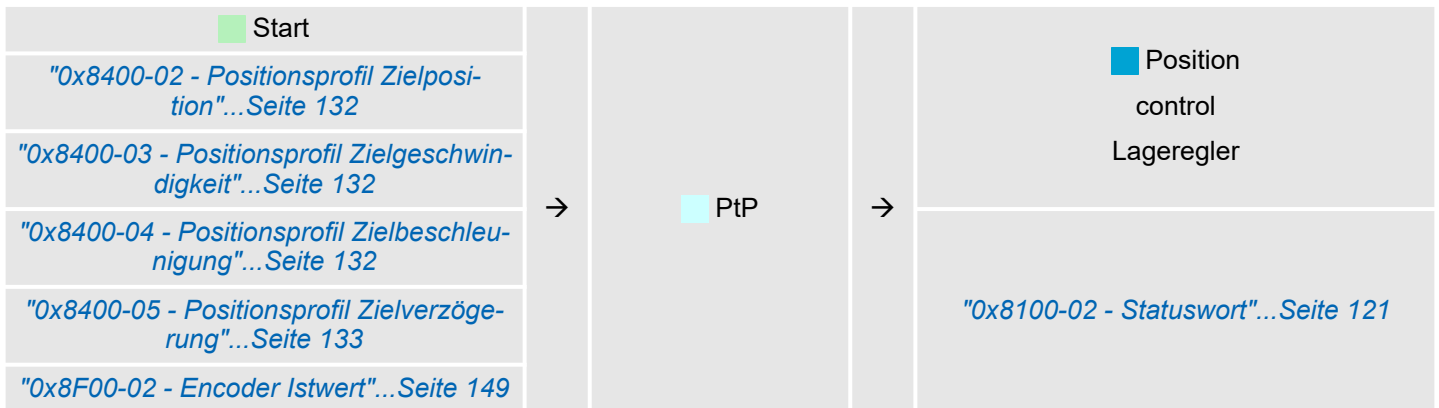 Start
"0x8400-02 - Positionsprofil Zielposi-
tion"...Seite 132
"0x8400-03 - Positionsprofil Zielgeschwin-
digkeit"...Seite 132
"0x8400-04 - Positionsprofil Zielbeschleu-
nigung"...Seite 132
"0x8400-05 - Positionsprofil Zielverzöge-
rung"...Seite 133
"0x8F00-02 - Encoder Istwert"...Seite 149
→
PtP
→
Position
control
Lageregler
"0x8100-02 - Statuswort"...Seite 121